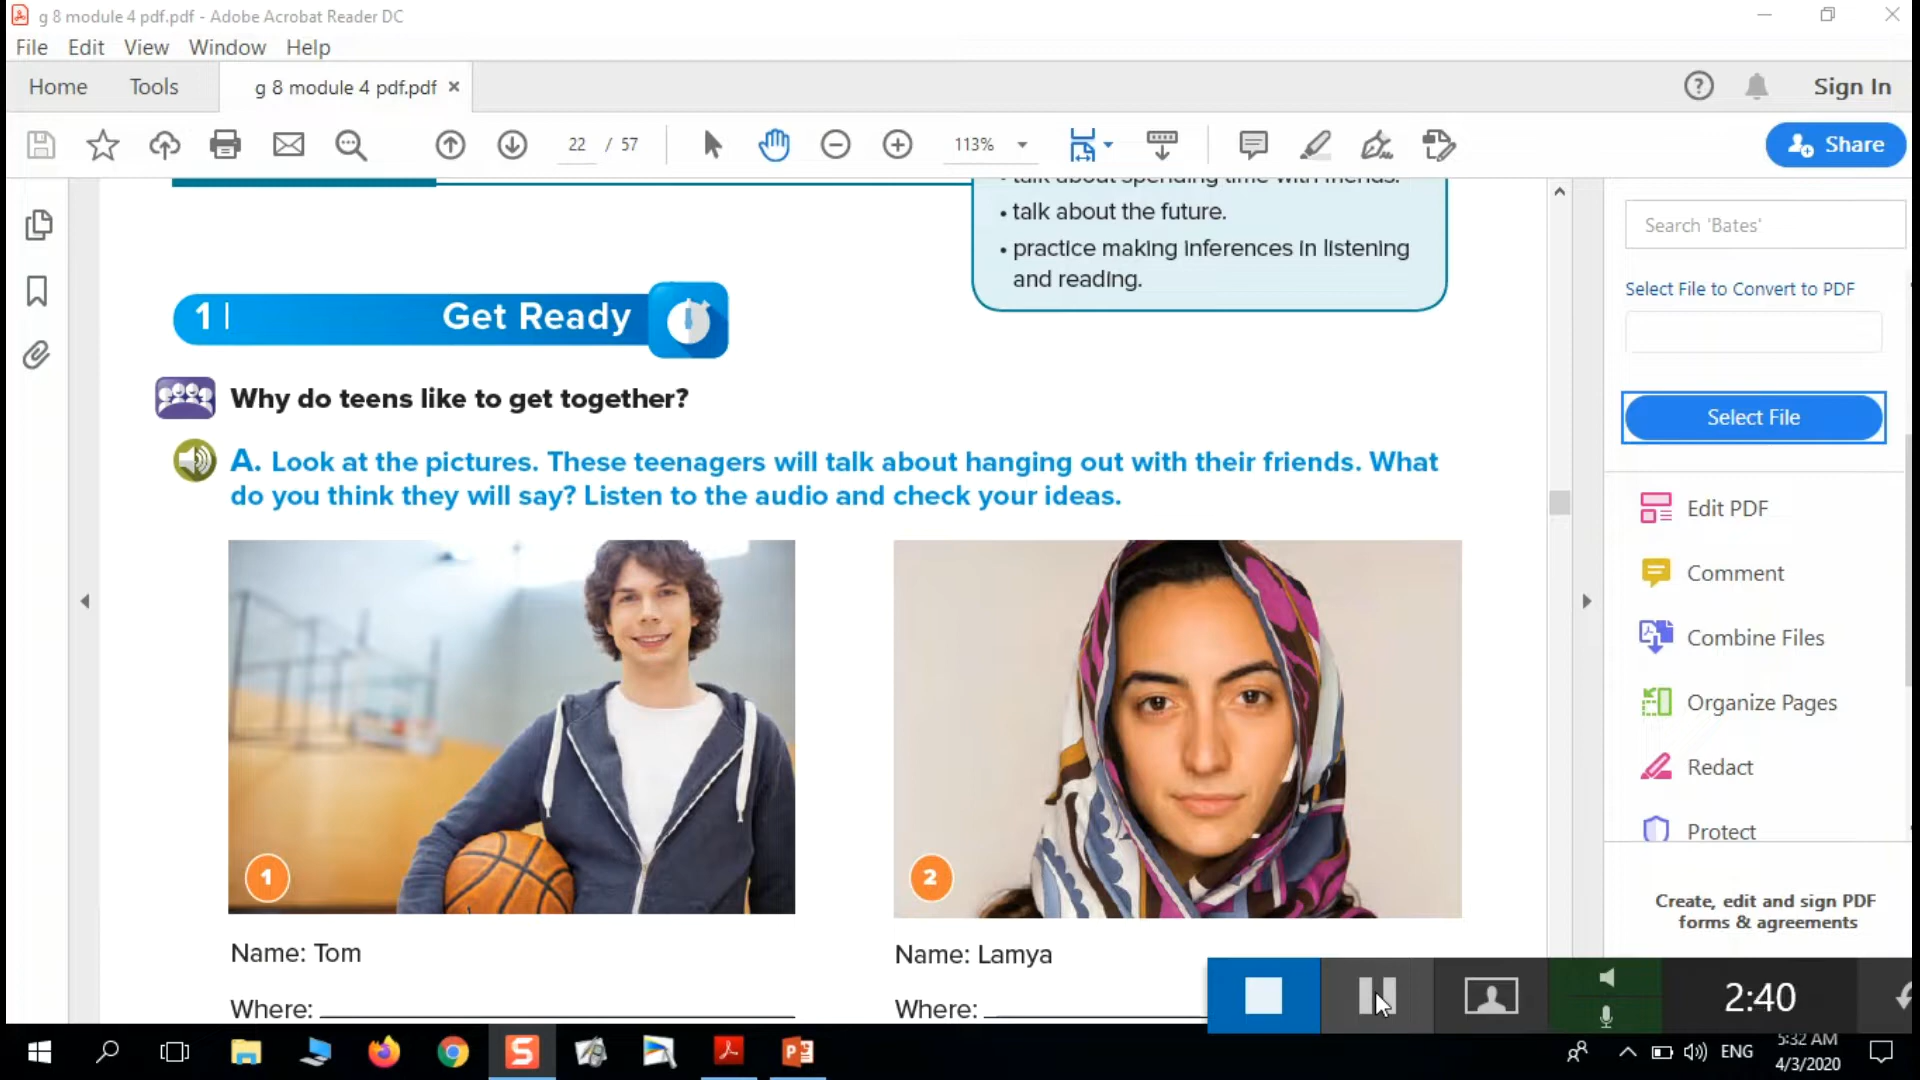 g 8 module 4 pdf.pdf - Adobe Acrobat Reader DC
File Edit View Window Help
Home Tools g 8 module 4 pdf.pdf × Sign In
22 / 57 113% Share
• talk about spending time with friends.
• talk about the future.
• practice making inferences in listening
and reading.
1 | Get Ready
Why do teens like to get together?
A. Look at the pictures. These teenagers will talk about hanging out with their friends. What
do you think they will say? Listen to the audio and check your ideas.
1
2
Name: Tom
Name: Lamya
Where:
Where:
Search 'Bates'
Select File to Convert to PDF
Select File
Edit PDF
Comment
Combine Files
Organize Pages
Redact
Protect
Create, edit and sign PDF
forms & agreements
2:40
ENG
5:32 AM
4/3/2020